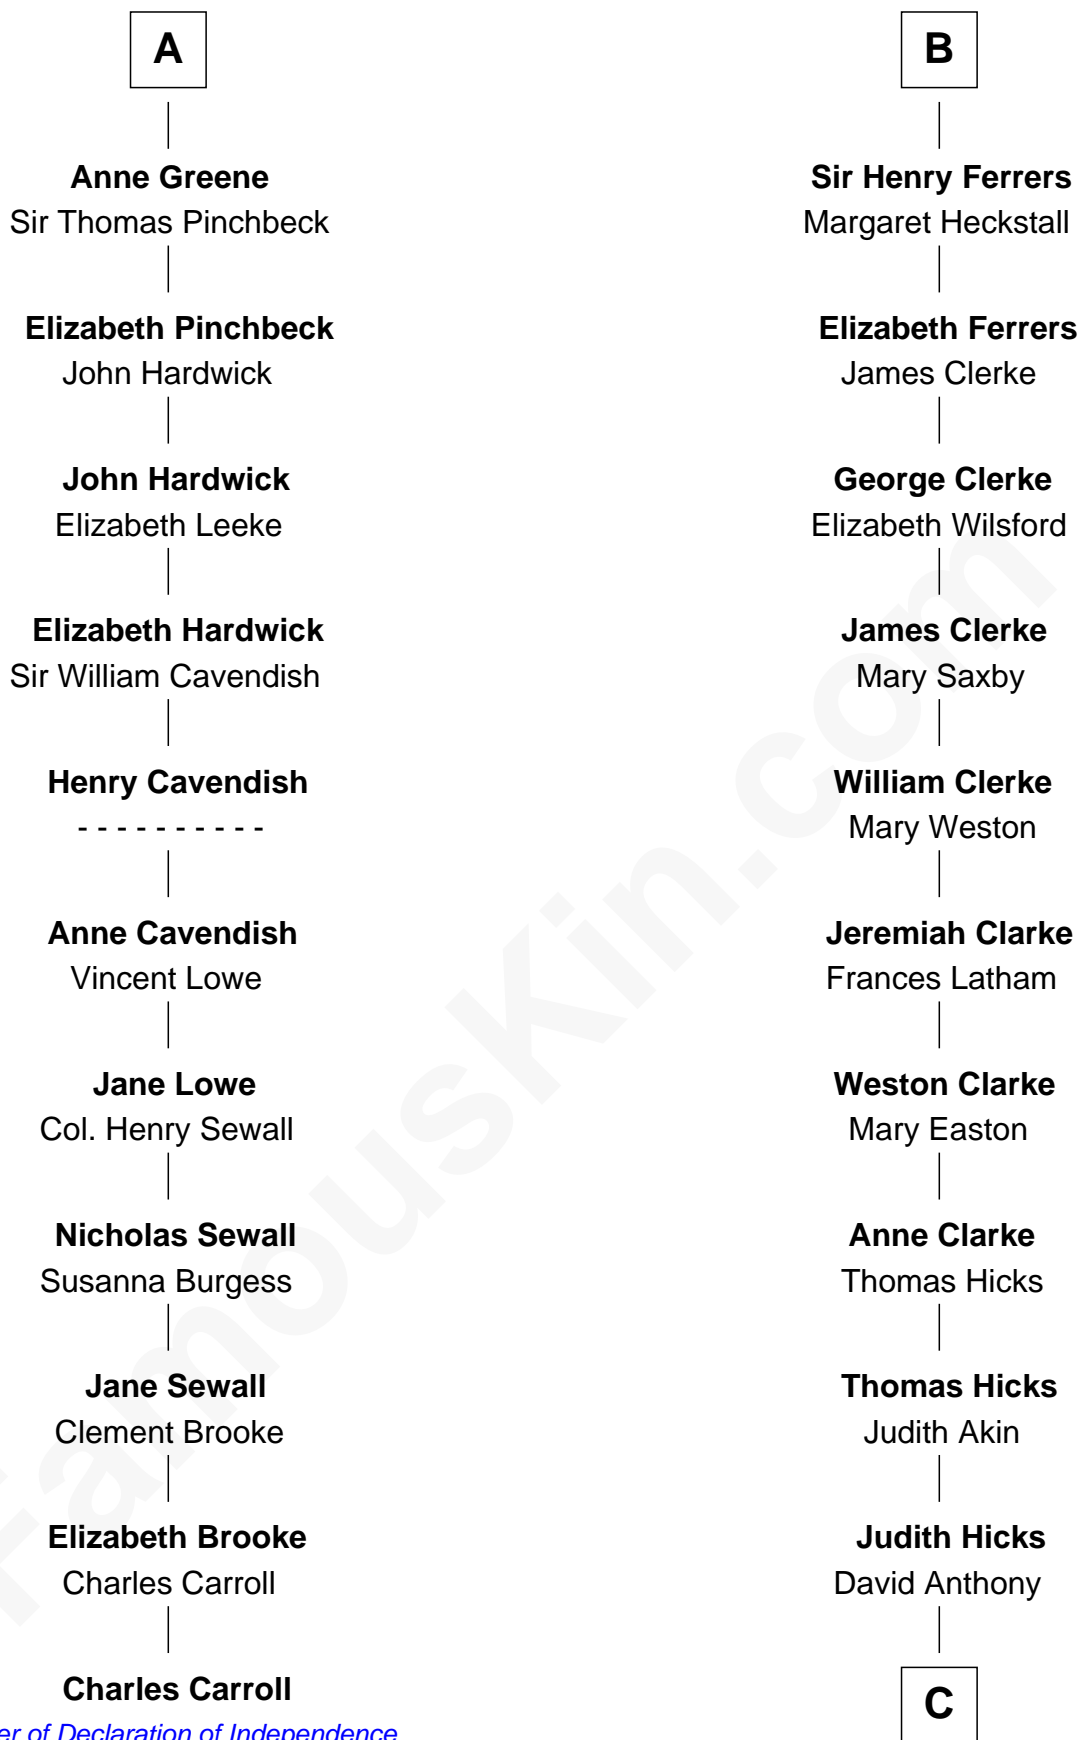 A
Anne Greene
Sir Thomas Pinchbeck
Elizabeth Pinchbeck
John Hardwick
John Hardwick
Elizabeth Leeke
Elizabeth Hardwick
Sir William Cavendish
Henry Cavendish
- - - - - - - - - -
Anne Cavendish
Vincent Lowe
Jane Lowe
Col. Henry Sewall
Nicholas Sewall
Susanna Burgess
Jane Sewall
Clement Brooke
Elizabeth Brooke
Charles Carroll
Charles Carroll
of Declaration of Independence
B
Sir Henry Ferrers
Margaret Heckstall
Elizabeth Ferrers
James Clerke
George Clerke
Elizabeth Wilsford
James Clerke
Mary Saxby
William Clerke
Mary Weston
Jeremiah Clarke
Frances Latham
Weston Clarke
Mary Easton
Anne Clarke
Thomas Hicks
Thomas Hicks
Judith Akin
Judith Hicks
David Anthony
C
FamousKin.com